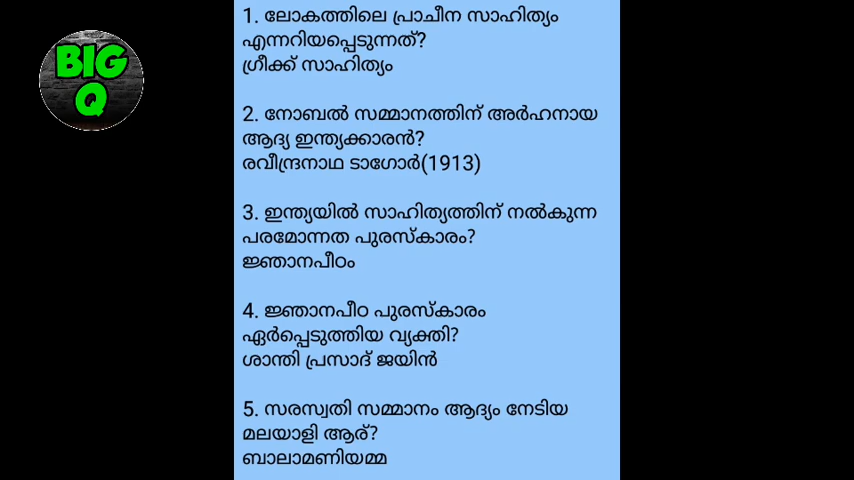 BIG
Q
1. ലോകത്തിലെ പ്രാചീന സാഹിത്യം
എന്നറിയപ്പെടുന്നത്?
ഗ്രീക്ക് സാഹിത്യം
2. നോബൽ സമ്മാനത്തിന് അർഹനായ
ആദ്യ ഇന്ത്യക്കാരൻ?
രവീന്ദ്രനാഥ ടാഗോർ(1913)
3. ഇന്ത്യയിൽ സാഹിത്യത്തിന് നൽകുന്ന
പരമോന്നത പുരസ്കാരം?
ജ്ഞാനപീഠം
4. ജ്ഞാനപീഠ പുരസ്കാരം
ഏർപ്പെടുത്തിയ വ്യക്തി?
ശാന്തി പ്രസാദ് ജയിൻ
5. സരസ്വതി സമ്മാനം ആദ്യം നേടിയ
മലയാളി ആര്?
ബാലാമണിയമ്മ